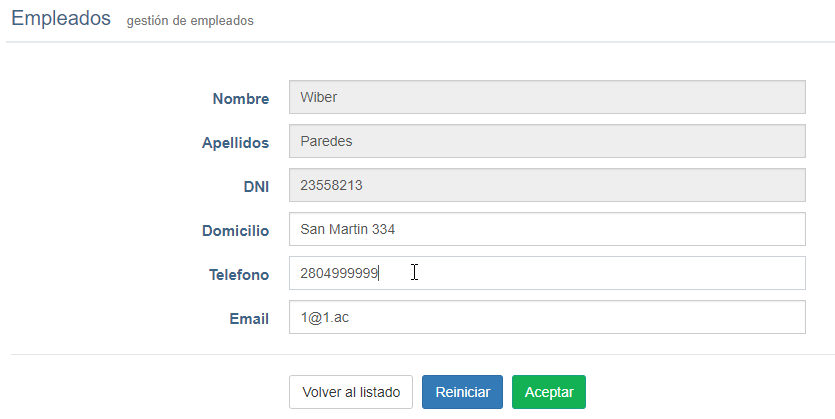 Empleados gestión de empleados
Nombre Wiber
Apellidos Paredes
DNI 23558213
Domicilio San Martin 334
Telefono 2804999999
Email 1@1.ac
Volver al listado Reiniciar Aceptar